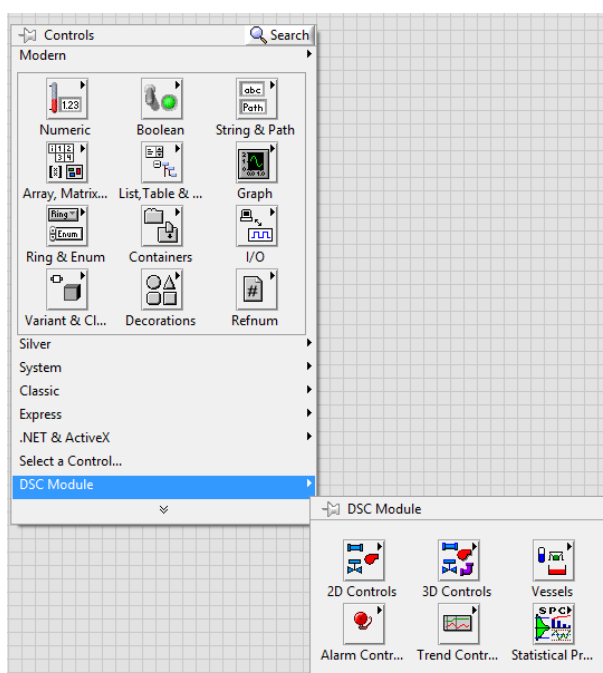 Controls Search
Modern
1.23
abc
Path
Numeric Boolean String & Path
Array, Matrix... List, Table & ... Graph
Ring
Enum
Ring & Enum Containers I/O
#
Variant & Cl... Decorations Refnum
Silver
System
Classic
Express
.NET & ActiveX
Select a Control...
DSC Module
DSC Module
2D Controls 3D Controls Vessels
SPC
Alarm Contr... Trend Contr... Statistical Pr...